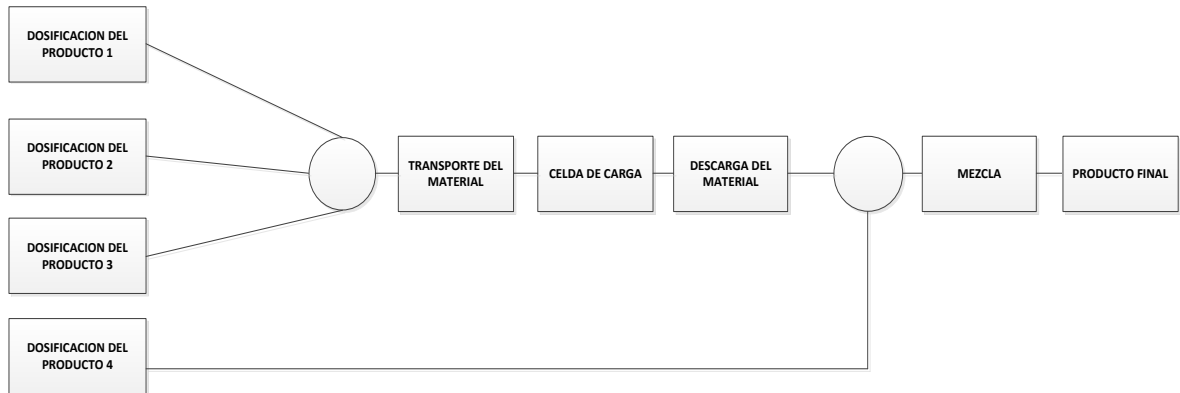 DOSIFICACION DEL
PRODUCTO 1
DOSIFICACION DEL
PRODUCTO 2
DOSIFICACION DEL
PRODUCTO 3
DOSIFICACION DEL
PRODUCTO 4
TRANSPORTE DEL
MATERIAL
CELDA DE CARGA
DESCARGA DEL
MATERIAL
MEZCLA
PRODUCTO FINAL